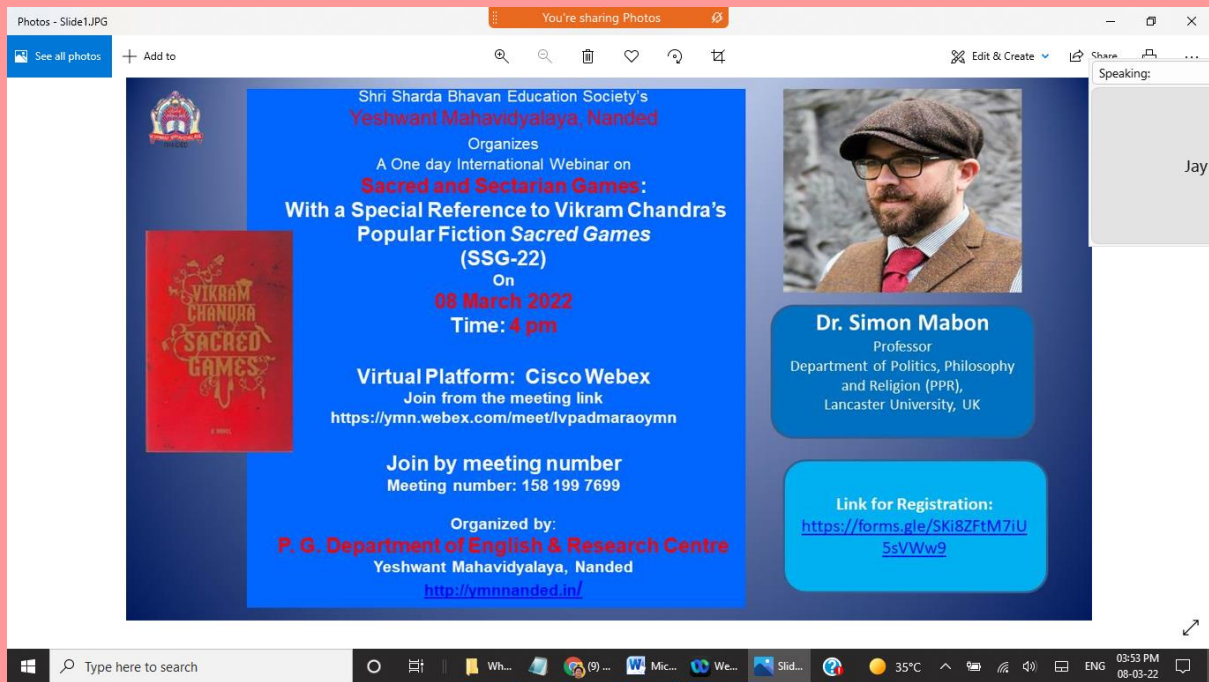 Photos - Slide1.JPG
You're sharing Photos
See all photos
Add to
Edit & Create
Share
Speaking:
Jay
Shri Sharda Bhavan Education Society's
Yeshwant Mahavidyalaya, Nanded
Organizes
A One day International Webinar on
Sacred and Sectarian Games:
With a Special Reference to Vikram Chandra's
Popular Fiction Sacred Games
(SSG-22)
On
08 March 2022
Time: 4 pm
Virtual Platform: Cisco Webex
Join from the meeting link
https://ymn.webex.com/meet/lvpadmaraoymn
Join by meeting number
Meeting number: 158 199 7699
Organized by:
P. G. Department of English & Research Centre
Yeshwant Mahavidyalaya, Nanded
http://ymnnanded.in/
VIKRAM
CHANDRA
SACRED
GAMES
A NOVEL
Dr. Simon Mabon
Professor
Department of Politics, Philosophy
and Religion (PPR),
Lancaster University, UK
Link for Registration:
https://forms.gle/SKi8ZFtM7iU
5sVWw9
Type here to search
Wh...
(9) ...
Mic...
We...
Slid...
35°C
ENG
03:53 PM
08-03-22